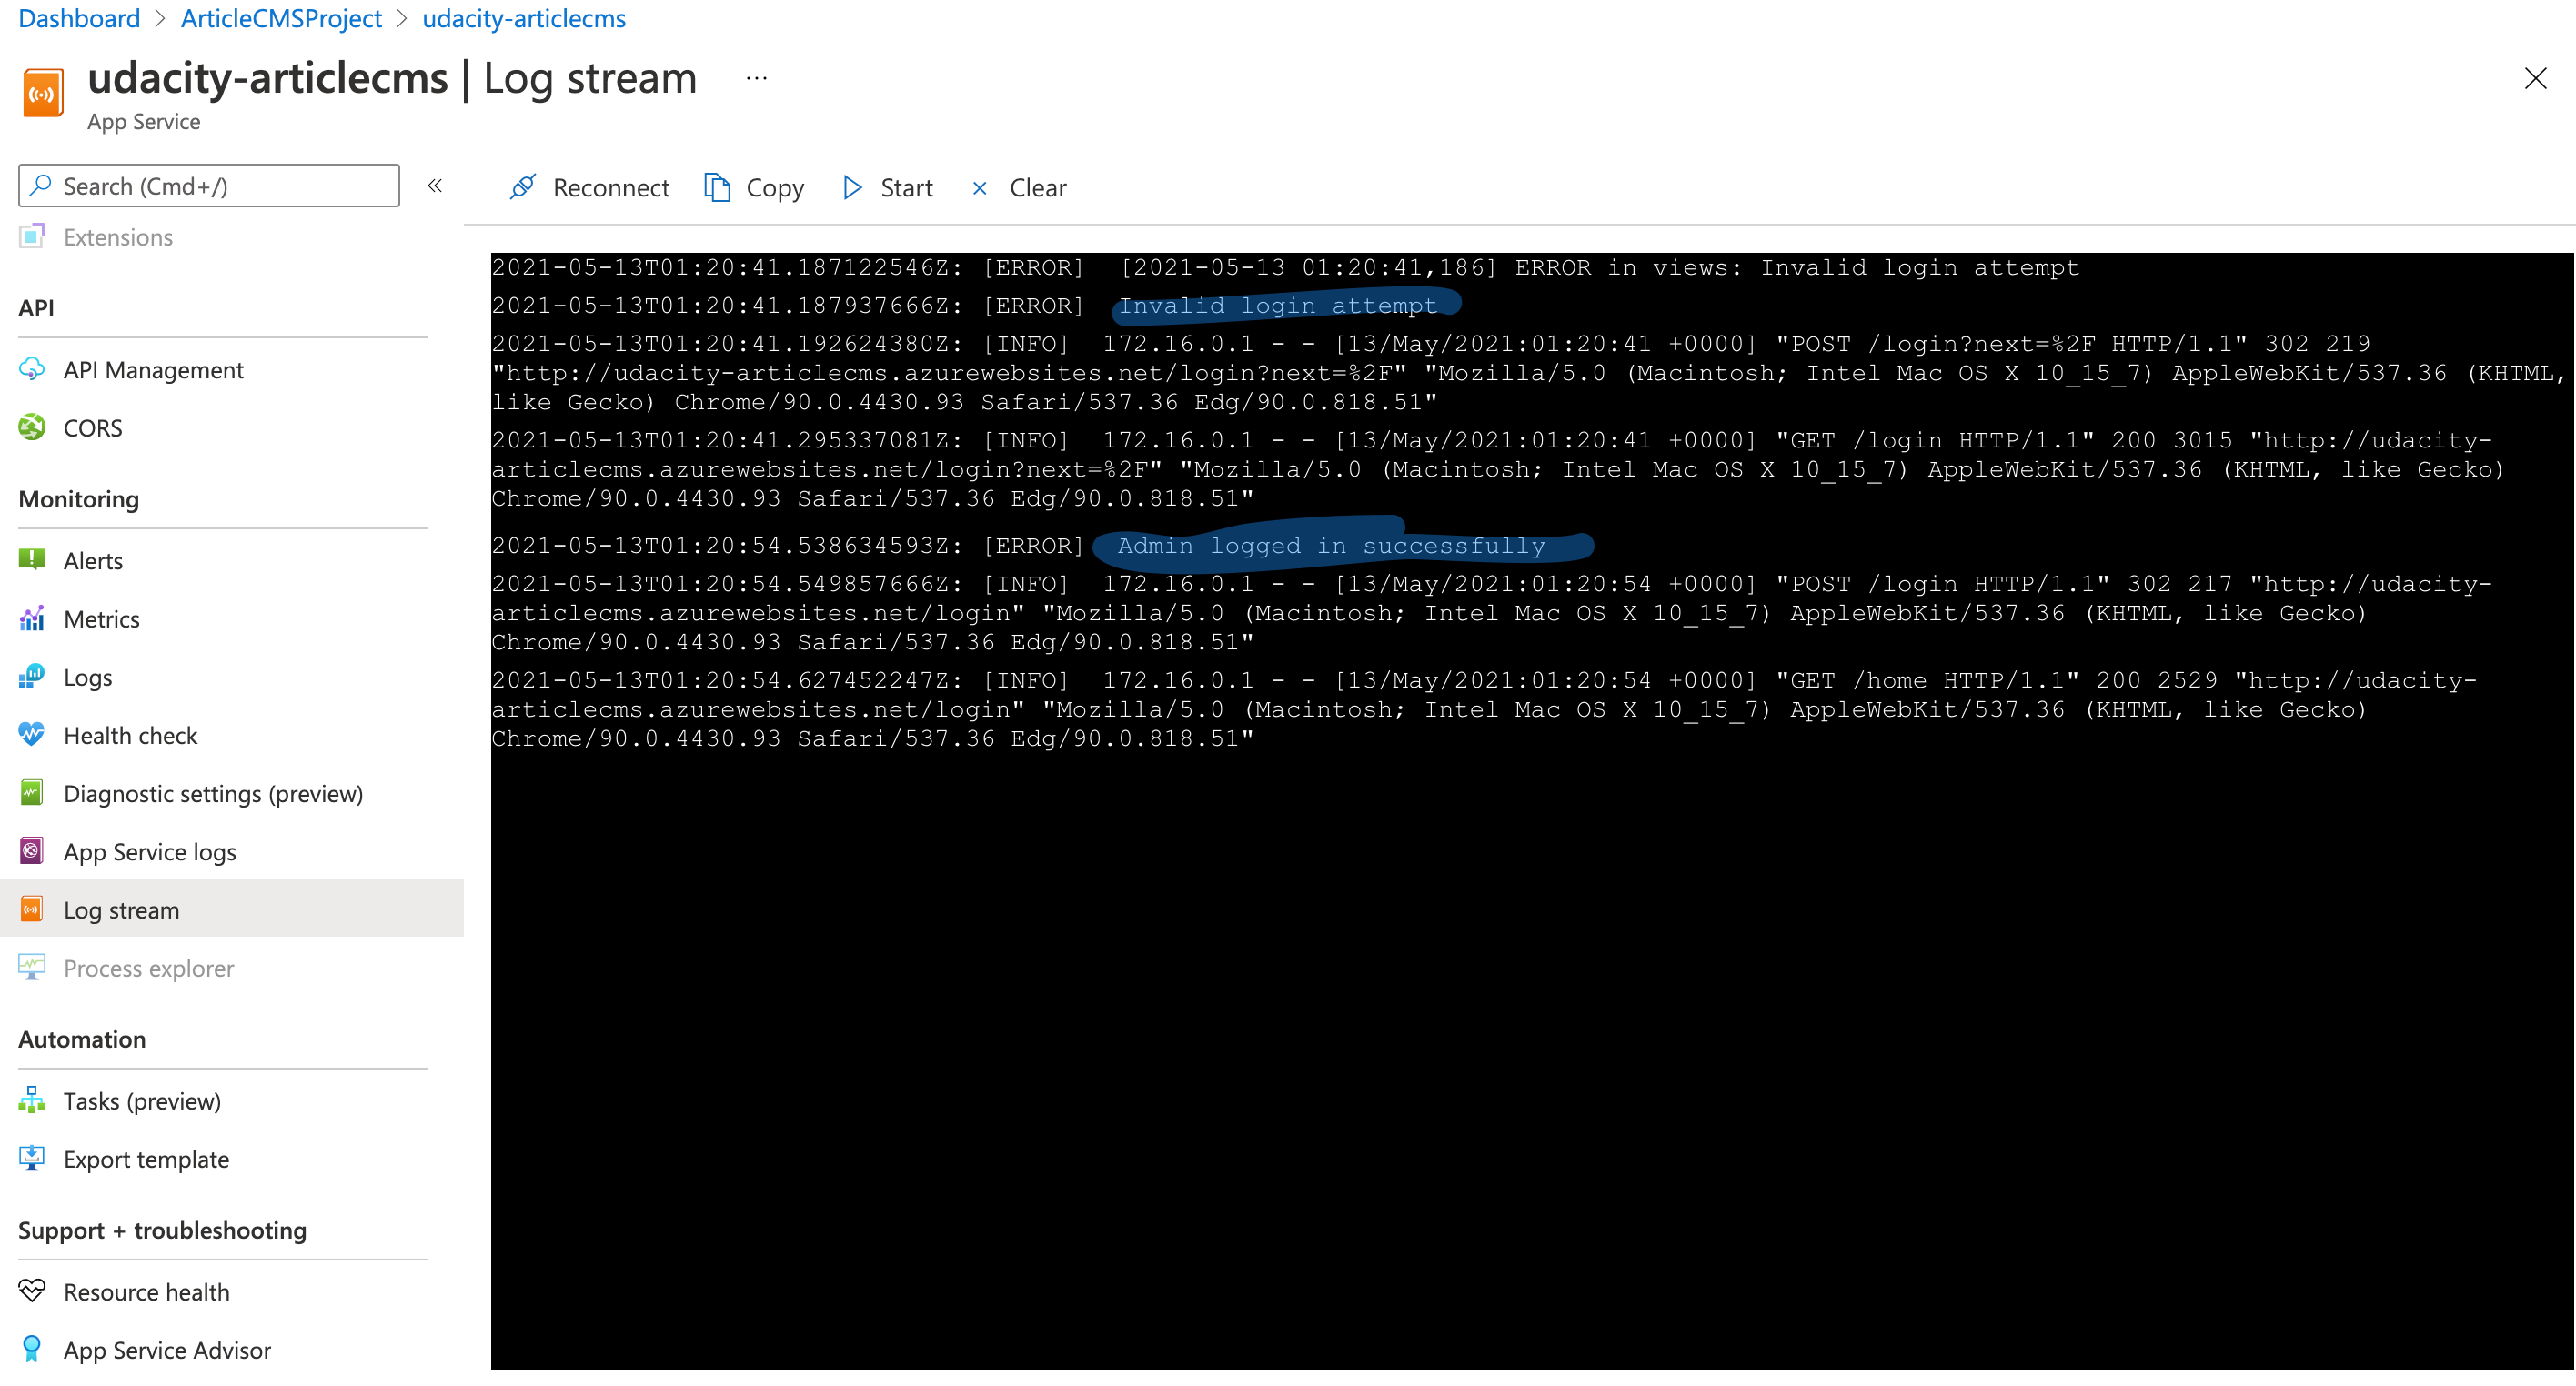 Dashboard > ArticleCMSProject > udacity-articlecms
udacity-articlecms | Log stream ...
App Service
Search (Cmd+/)
«
Reconnect
Copy
Start
Clear
Extensions
API
API Management
CORS
Monitoring
Alerts
Metrics
Logs
Health check
Diagnostic settings (preview)
App Service logs
Log stream
Process explorer
Automation
Tasks (preview)
Export template
Support + troubleshooting
Resource health
App Service Advisor
2021-05-13T01:20:41.187122546Z: [ERROR]  [2021-05-13 01:20:41,186] ERROR in views: Invalid login attempt
2021-05-13T01:20:41.187937666Z: [ERROR]  Invalid login attempt
2021-05-13T01:20:41.192624380Z: [INFO]  172.16.0.1 - - [13/May/2021:01:20:41 +0000] "POST /login?next=%2F HTTP/1.1" 302 219
"http://udacity-articlecms.azurewebsites.net/login?next=%2F" "Mozilla/5.0 (Macintosh; Intel Mac OS X 10_15_7) AppleWebKit/537.36 (KHTML,
like Gecko) Chrome/90.0.4430.93 Safari/537.36 Edg/90.0.818.51"
2021-05-13T01:20:41.295337081Z: [INFO]  172.16.0.1 - - [13/May/2021:01:20:41 +0000] "GET /login HTTP/1.1" 200 3015 "http://udacity-
articlecms.azurewebsites.net/login?next=%2F" "Mozilla/5.0 (Macintosh; Intel Mac OS X 10_15_7) AppleWebKit/537.36 (KHTML, like Gecko)
Chrome/90.0.4430.93 Safari/537.36 Edg/90.0.818.51"
2021-05-13T01:20:54.538634593Z: [ERROR]  Admin logged in successfully
2021-05-13T01:20:54.549857666Z: [INFO]  172.16.0.1 - - [13/May/2021:01:20:54 +0000] "POST /login HTTP/1.1" 302 217 "http://udacity-
articlecms.azurewebsites.net/login" "Mozilla/5.0 (Macintosh; Intel Mac OS X 10_15_7) AppleWebKit/537.36 (KHTML, like Gecko)
Chrome/90.0.4430.93 Safari/537.36 Edg/90.0.818.51"
2021-05-13T01:20:54.627452247Z: [INFO]  172.16.0.1 - - [13/May/2021:01:20:54 +0000] "GET /home HTTP/1.1" 200 2529 "http://udacity-
articlecms.azurewebsites.net/login" "Mozilla/5.0 (Macintosh; Intel Mac OS X 10_15_7) AppleWebKit/537.36 (KHTML, like Gecko)
Chrome/90.0.4430.93 Safari/537.36 Edg/90.0.818.51"